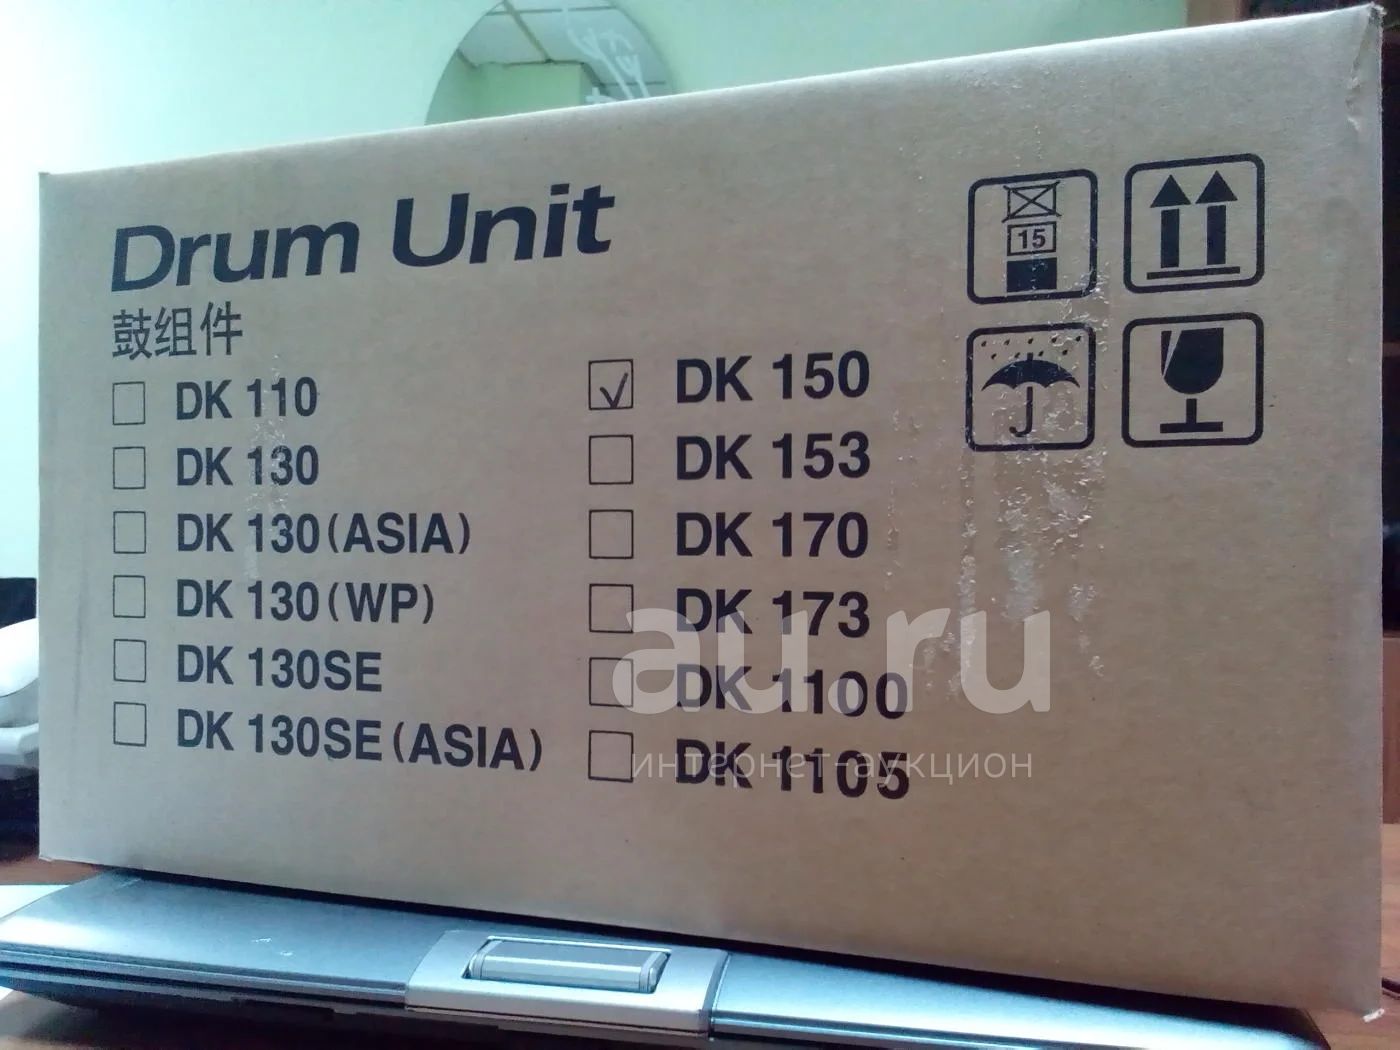 Drum Unit
鼓组件
DK 110
DK 130
DK 130(ASIA)
DK 130(WP)
DK 130SE
DK 130SE(ASIA)
DK 150
DK 153
DK 170
DK 173
DK 1100
DK 1105
15
au.ru
интернет-аукцион